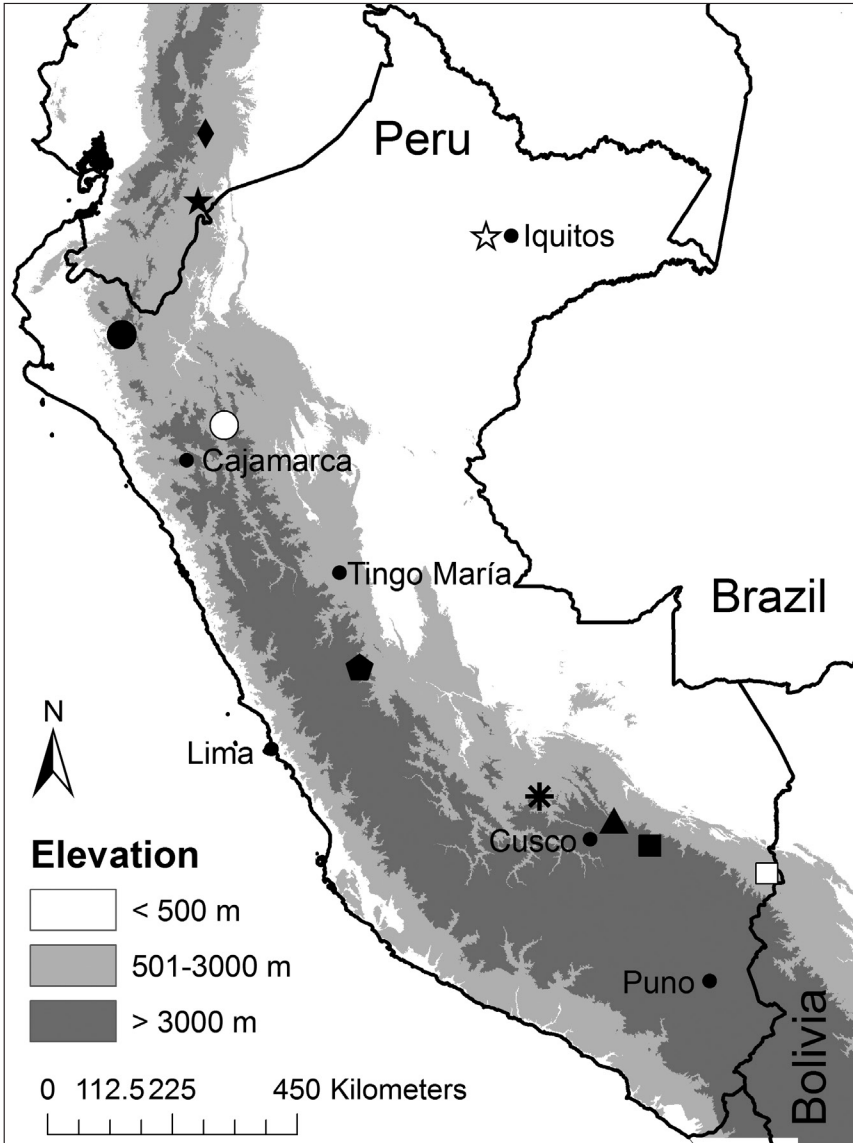 Peru
Iquitos
Cajamarca
Tingo María
Brazil
N
Lima
Cusco
Elevation
< 500 m
501-3000 m
Puno
> 3000 m
Bolivia
0 112.5 225 450 Kilometers